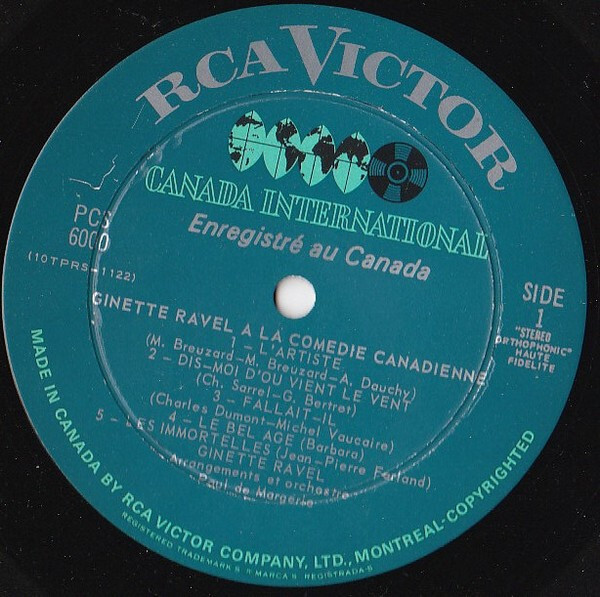 RCA VICTOR
CANADA INTERNATIONAL
Enregistré au Canada
PCS
6000
(10TPRS-1122)
SIDE
1
"STEREO
ORTHOPHONIC"
HAUTE
FIDELITE
GINETTE RAVEL A LA COMEDIE CANADIENNE
1 - L'ARTISTE
(M. Breuzard-M. Breuzard-A. Dauchy)
2 - DIS-MOI D'OU VIENT LE VENT
(Ch. Sarrel-G. Bertret)
3 - FALLAIT-IL
(Charles Dumont-Michel Vaucaire)
4 - LE BEL AGE (Barbara)
5 - LES IMMORTELLES (Jean-Pierre Ferland)
GINETTE RAVEL
Arrangements et orchestre
Paul de Margerie
MADE IN CANADA BY RCA VICTOR COMPANY, LTD., MONTREAL-COPYRIGHTED
REGISTERED TRADEMARK S MARCA S REGISTRADA-S